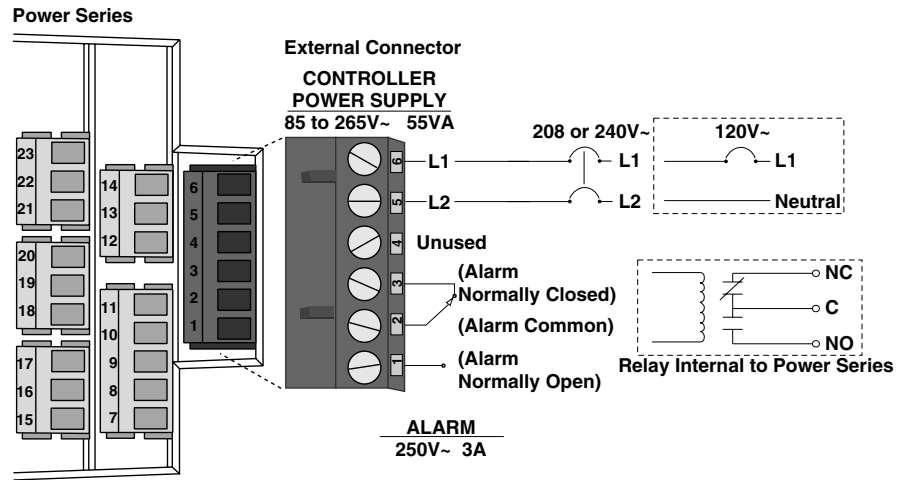 Power Series
External Connector
CONTROLLER
POWER SUPPLY
85 to 265V~ 55VA
208 or 240V~
120V~
23
22
21
20
19
18
17
16
15
14
13
12
11
10
9
8
7
6
5
4
3
2
1
6
5
4
3
2
1
L1
L2
Unused
(Alarm
Normally Closed)
(Alarm Common)
(Alarm
Normally Open)
L1
L2
L1
Neutral
NC
C
NO
Relay Internal to Power Series
ALARM
250V~ 3A